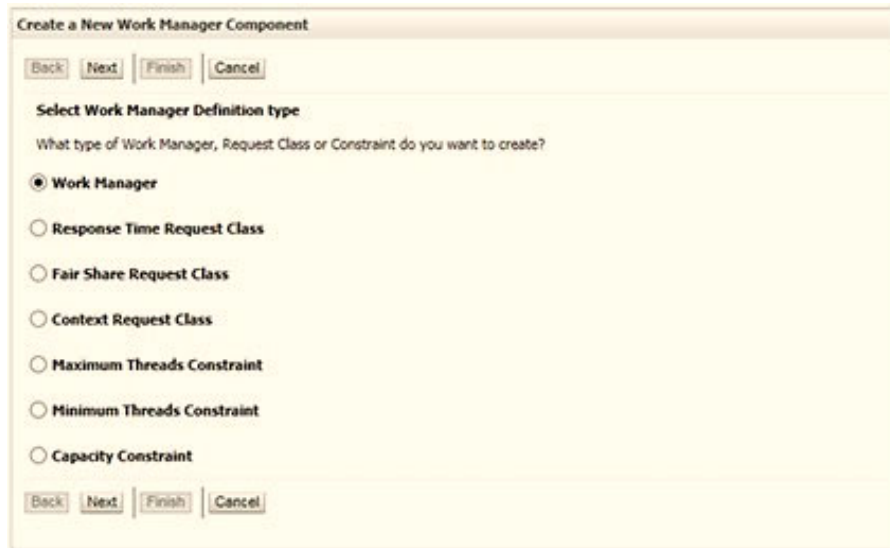 Create a New Work Manager Component
Back Next Finish Cancel
Select Work Manager Definition type
What type of Work Manager, Request Class or Constraint do you want to create?
Work Manager
Response Time Request Class
Fair Share Request Class
Context Request Class
Maximum Threads Constraint
Minimum Threads Constraint
Capacity Constraint
Back Next Finish Cancel